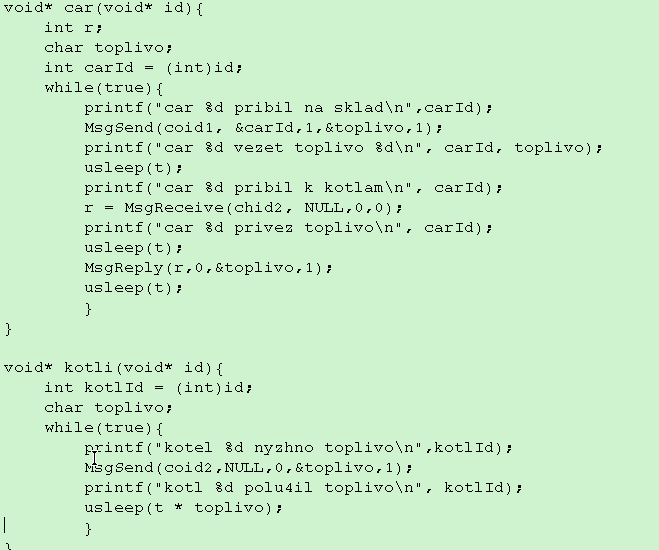 void* car(void* id){
    int r;
    char toplivo;
    int carId = (int)id;
    while(true){
        printf("car %d pribil na sklad\n",carId);
        MsgSend(coid1, &carId,1,&toplivo,1);
        printf("car %d vezet toplivo %d\n", carId, toplivo);
        usleep(t);
        printf("car %d pribil k kotlam\n", carId);
        r = MsgReceive(chid2, NULL,0,0);
        printf("car %d privez toplivo\n", carId);
        usleep(t);
        MsgReply(r,0,&toplivo,1);
        usleep(t);
        }
}

void* kotli(void* id){
    int kotlId = (int)id;
    char toplivo;
    while(true){
        printf("kotel %d nyzhno toplivo\n",kotlId);
        MsgSend(coid2,NULL,0,&toplivo,1);
        printf("kotl %d polu4il toplivo\n", kotlId);
        usleep(t * toplivo);
        }
}